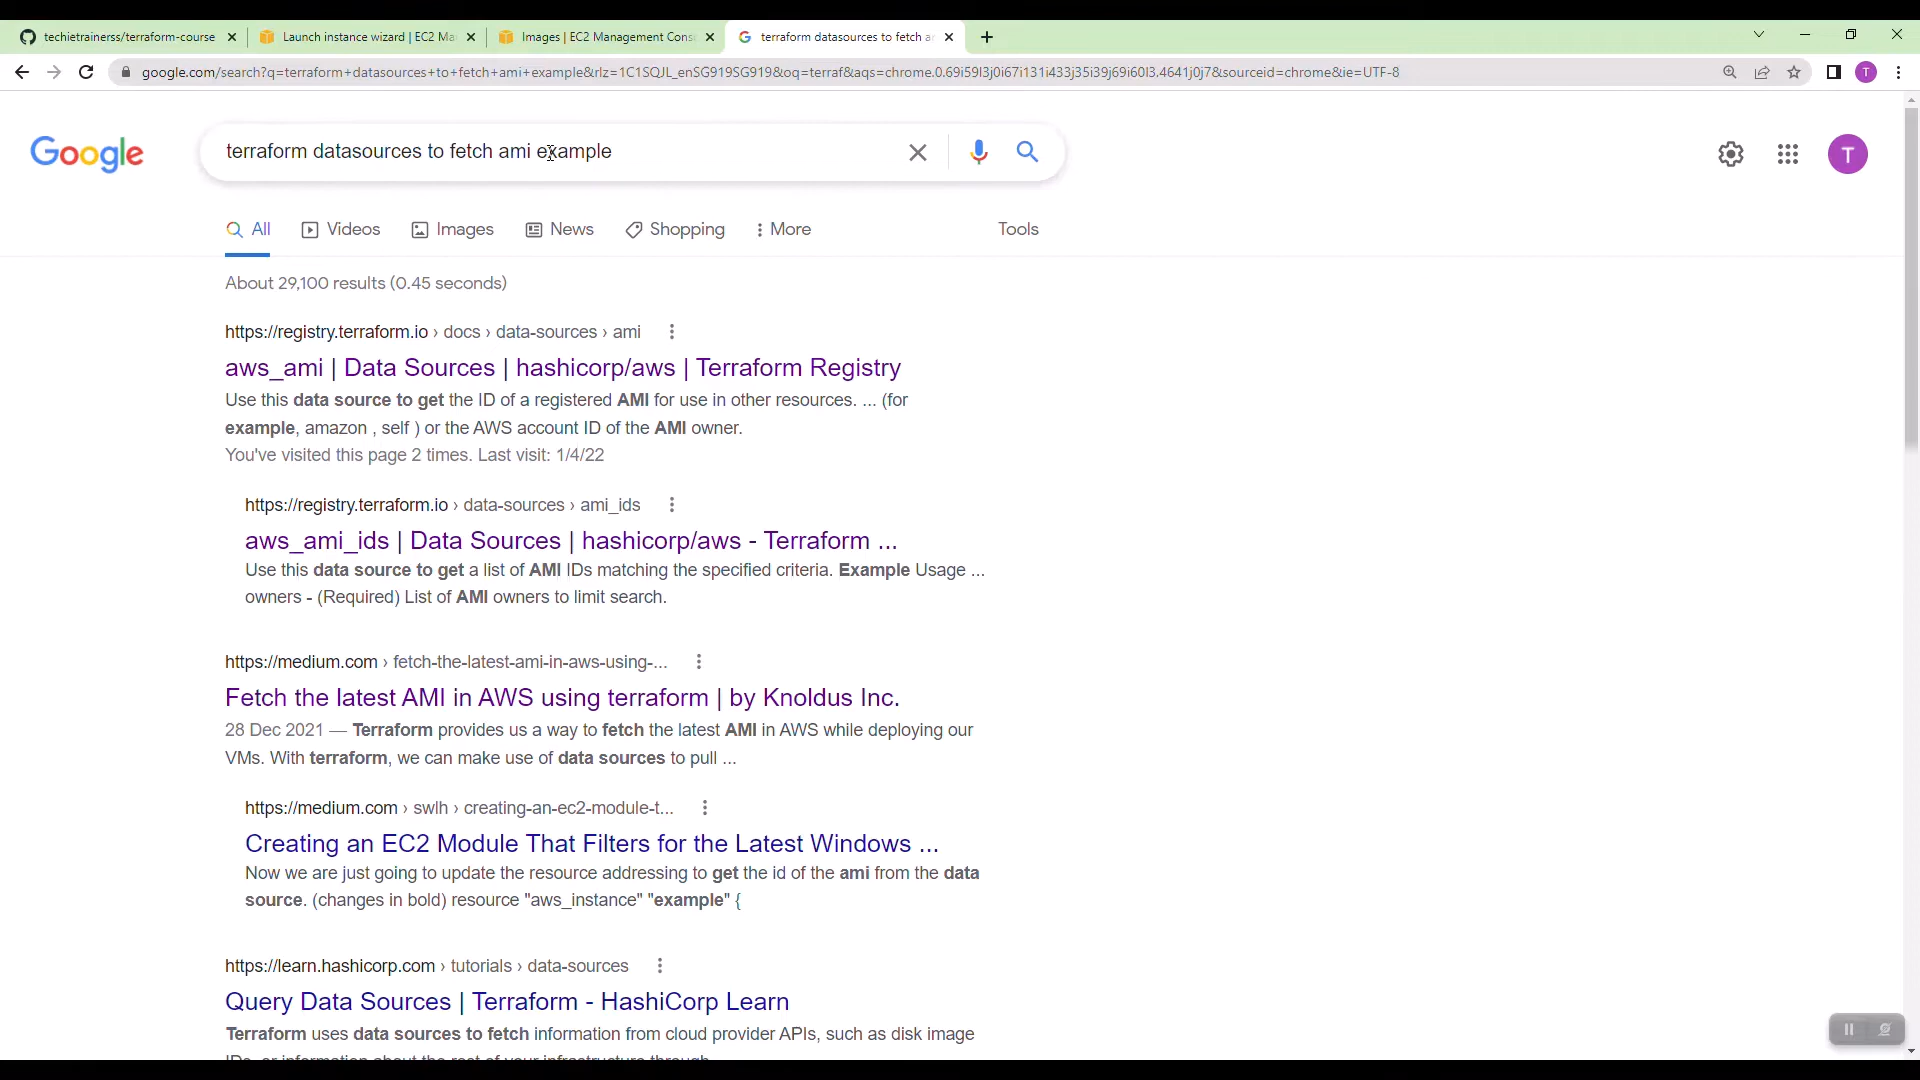 techietrainerss/terraform-course
Launch instance wizard | EC2 Ma
Images | EC2 Management Cons
terraform datasources to fetch a
google.com/search?q=terraform+datasources+to+fetch+ami+example&rlz=1C1SQJL_enSG919SG919&oq=terraf&aqs=chrome.0.69i59l3j0i67i131i433j35i39j69i60l3.4641j0j7&sourceid=chrome&ie=UTF-8
T
Google
terraform datasources to fetch ami example
T
All
Videos
Images
News
Shopping
More
Tools
About 29,100 results (0.45 seconds)
https://registry.terraform.io › docs › data-sources › ami
aws_ami | Data Sources | hashicorp/aws | Terraform Registry
Use this data source to get the ID of a registered AMI for use in other resources. ... (for
example, amazon , self ) or the AWS account ID of the AMI owner.
You've visited this page 2 times. Last visit: 1/4/22
https://registry.terraform.io › data-sources › ami_ids
aws_ami_ids | Data Sources | hashicorp/aws - Terraform ...
Use this data source to get a list of AMI IDs matching the specified criteria. Example Usage ...
owners - (Required) List of AMI owners to limit search.
https://medium.com › fetch-the-latest-ami-in-aws-using-...
Fetch the latest AMI in AWS using terraform | by Knoldus Inc.
28 Dec 2021 — Terraform provides us a way to fetch the latest AMI in AWS while deploying our
VMs. With terraform, we can make use of data sources to pull ...
https://medium.com › swlh › creating-an-ec2-module-t...
Creating an EC2 Module That Filters for the Latest Windows ...
Now we are just going to update the resource addressing to get the id of the ami from the data
source. (changes in bold) resource "aws_instance" "example" {
https://learn.hashicorp.com › tutorials › data-sources
Query Data Sources | Terraform - HashiCorp Learn
Terraform uses data sources to fetch information from cloud provider APIs, such as disk image
IDs, or information about the rest of your infrastructure through